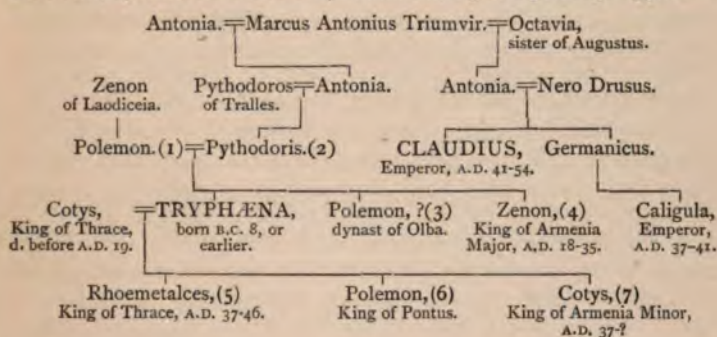 Antonia.=Marcus Antonius Triumvir.=Octavia,
sister of Augustus.
Zenon Pythodoros=Antonia. Antonia.=Nero Drusus.
of Laodiceia. of Tralles.
Polemon.(1)=Pythodoris.(2) CLAUDIUS, Germanicus.
Emperor, A.D. 41-54.
Cotys, =TRYPHÆNA, Polemon, ?(3) Zenon,(4) Caligula,
King of Thrace, born B.C. 8, or dynast of Olba. King of Armenia Emperor,
d. before A.D. 19. earlier. Major, A.D. 18-35. A.D. 37-41.
Rhoemetalces,(5) Polemon,(6) Cotys,(7)
King of Thrace, A.D. 37-46. King of Pontus. King of Armenia Minor,
A.D. 37-?